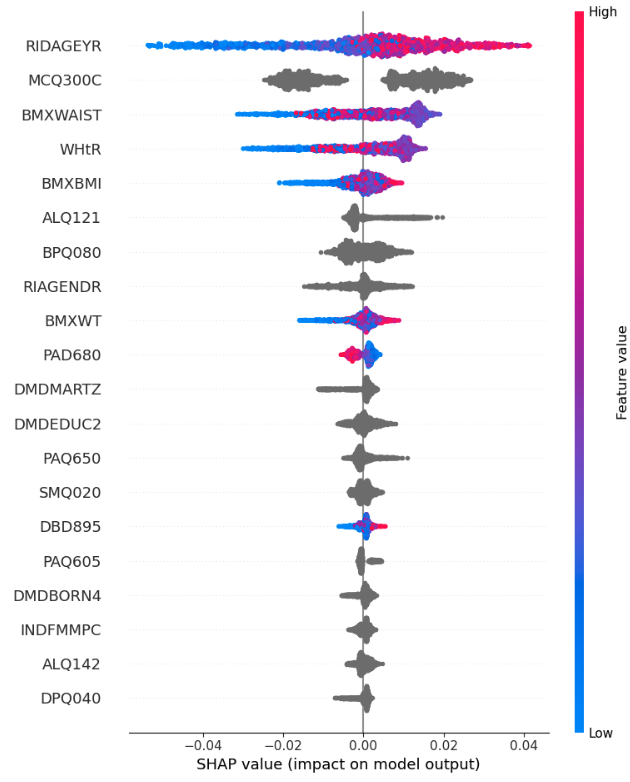 High
RIDAGEYR
MCQ300C
BMXWAIST
WHtR
BMXBMI
ALQ121
BPQ080
RIAGENDR
BMXWT
PAD680
DMDMARTZ
DMDEDUC2
PAQ650
SMQ020
DBD895
PAQ605
DMDBORN4
INDFMMPC
ALQ142
DPQ040
Feature value
Low
−0.04 −0.02 0.00 0.02 0.04
SHAP value (impact on model output)